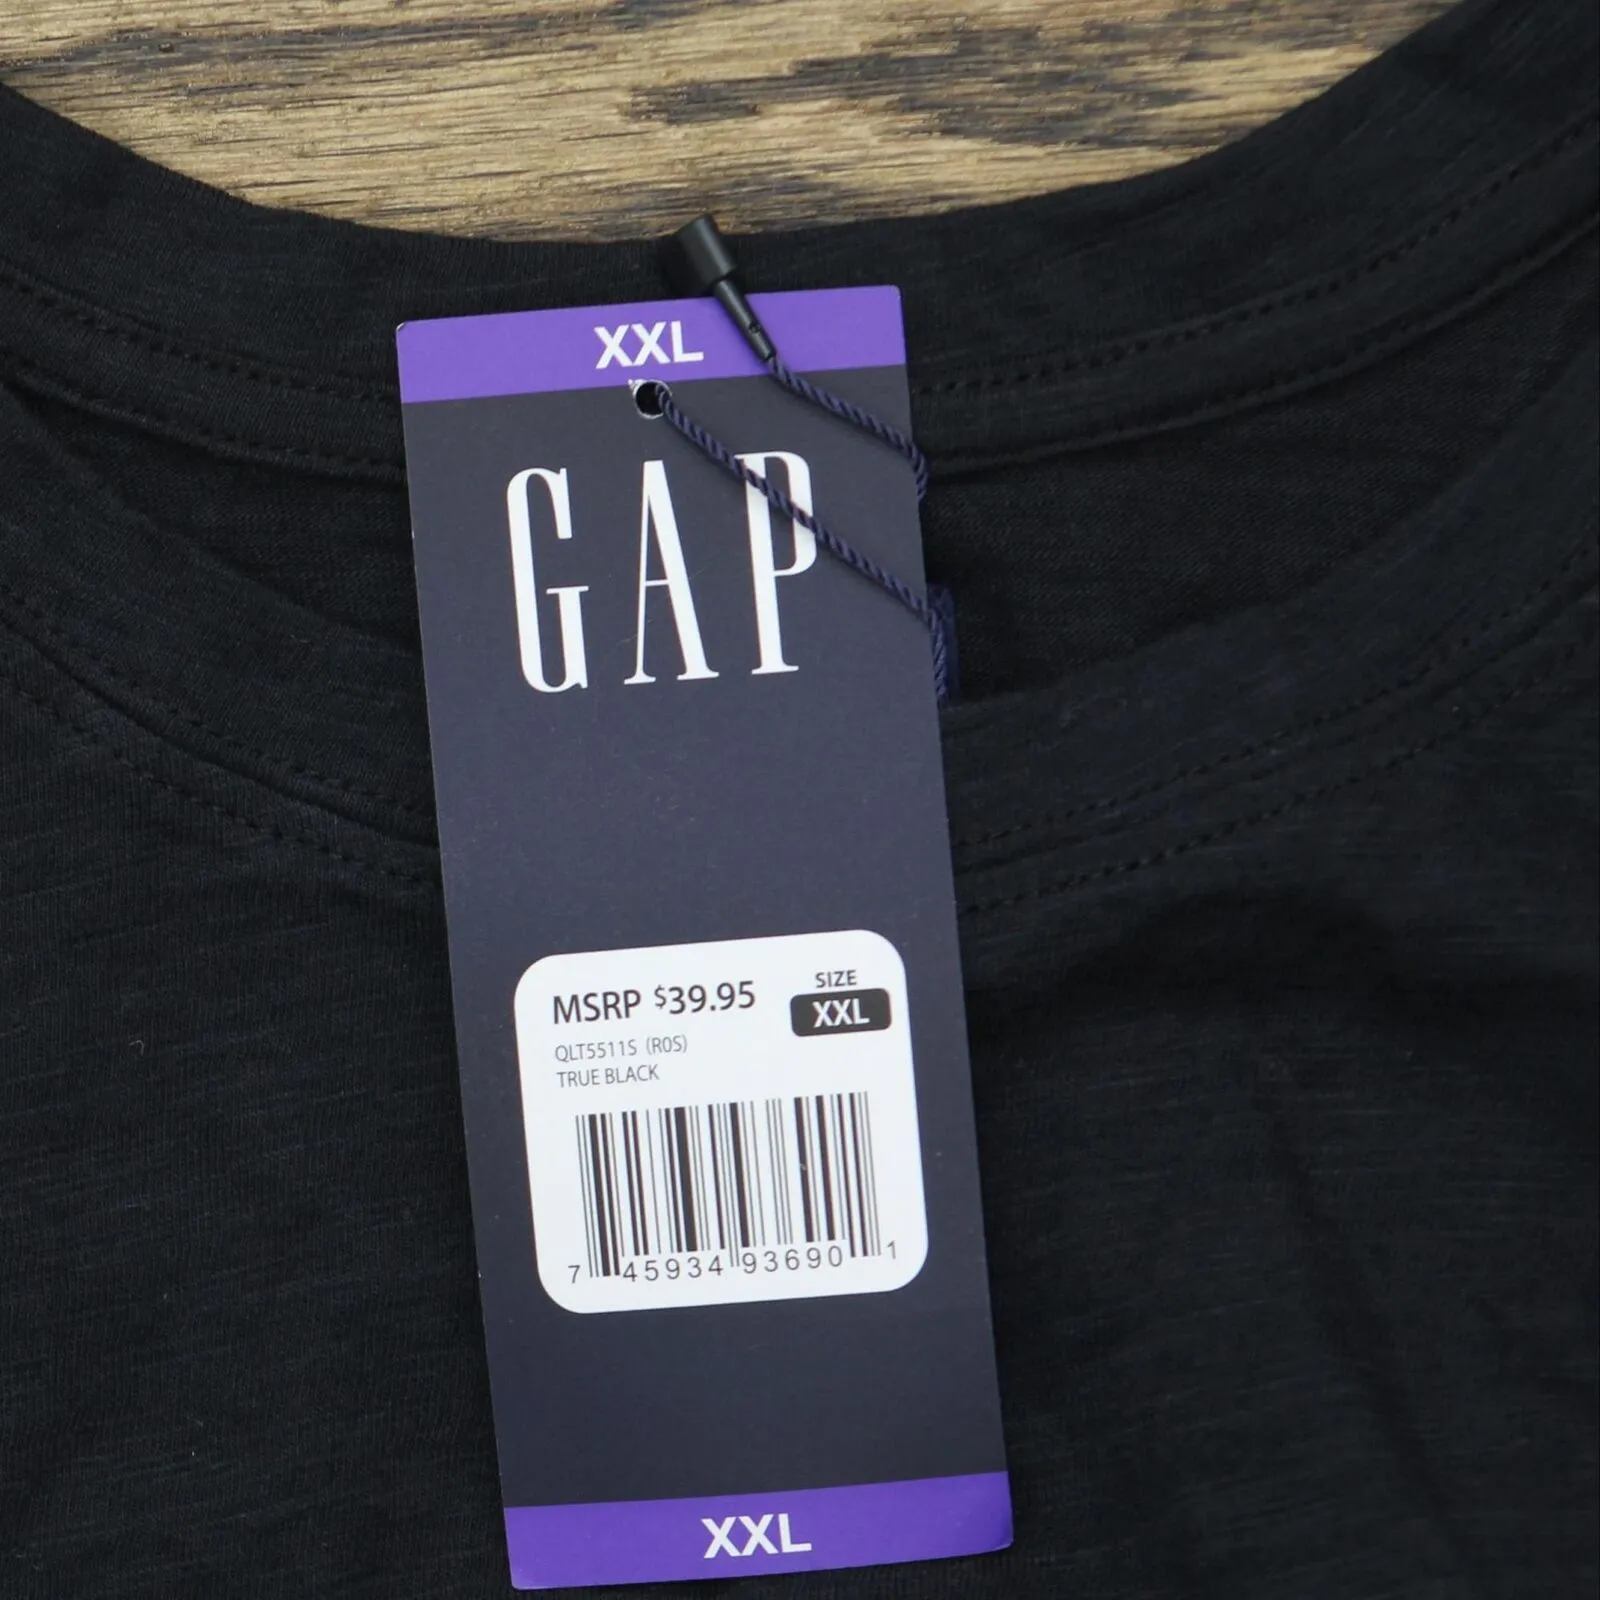 XXL
GAP
MSRP $39.95
SIZE
XXL
QLT5511S (R0S)
TRUE BLACK
7 45934 93690 1
XXL